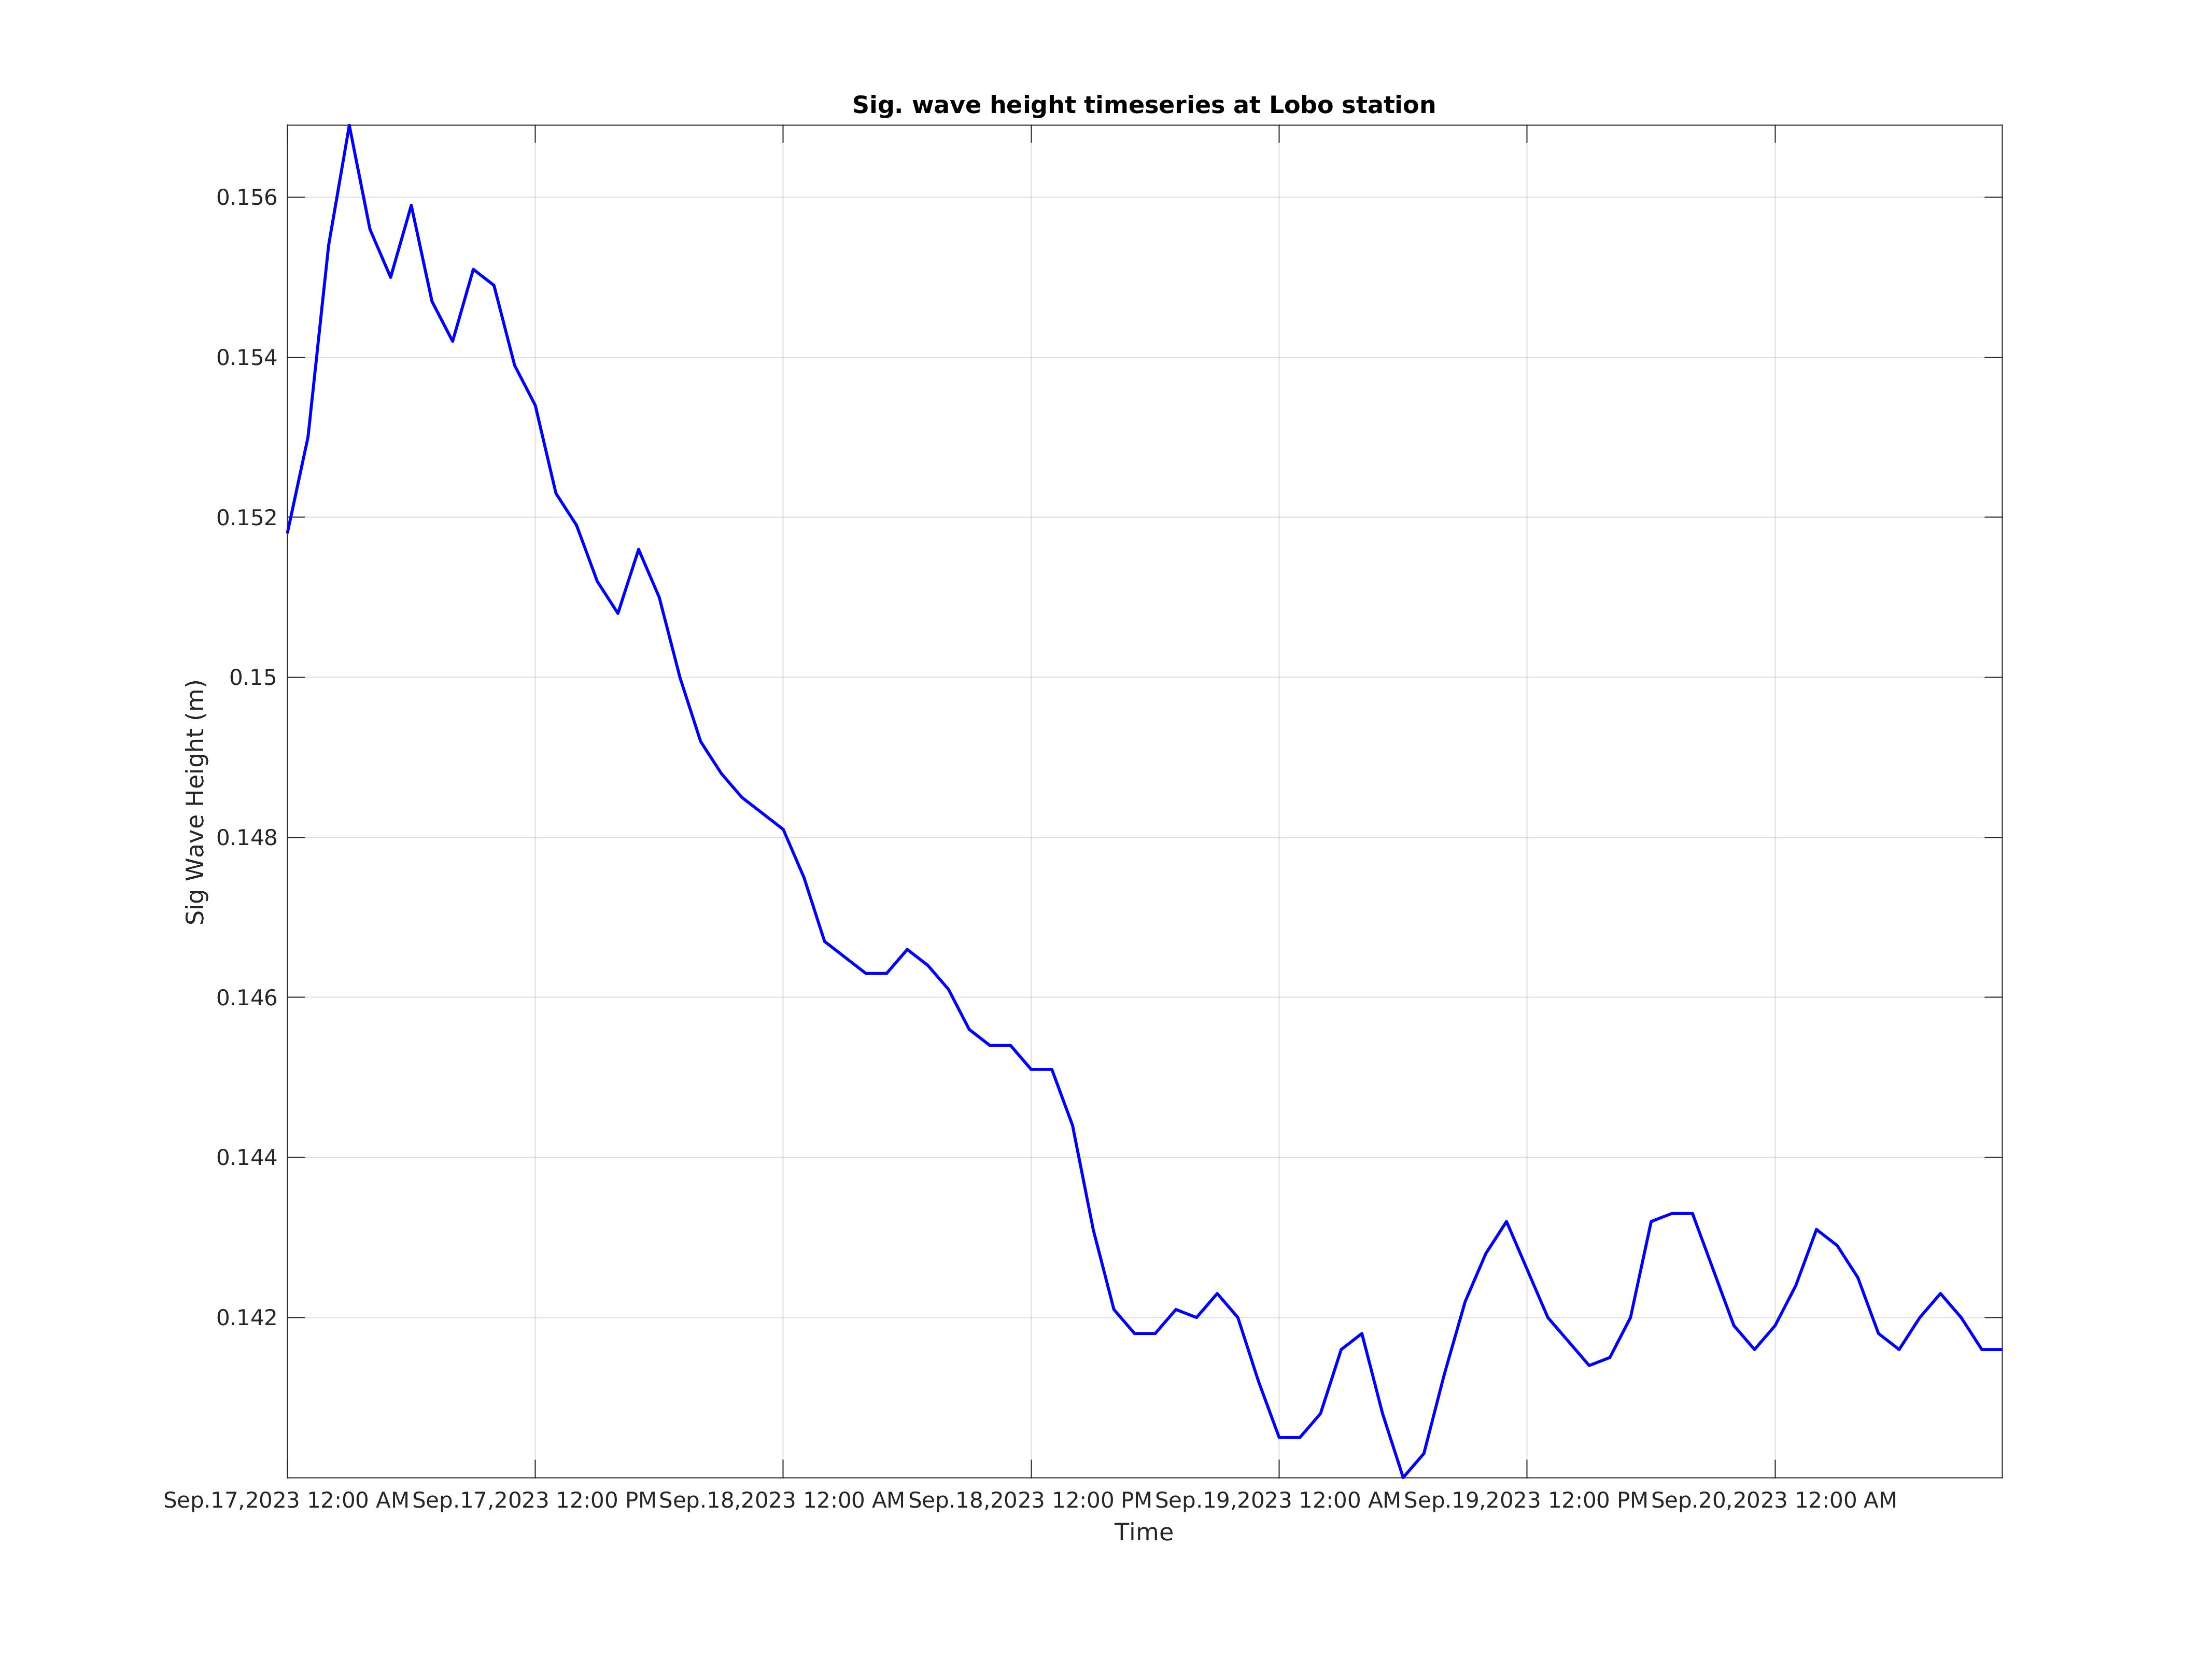 Sig. wave height timeseries at Lobo station
0.156
0.154
0.152
0.15
0.148
0.146
0.144
0.142
Sig Wave Height (m)
Sep.17,2023 12:00 AM Sep.17,2023 12:00 PM Sep.18,2023 12:00 AM Sep.18,2023 12:00 PM Sep.19,2023 12:00 AM Sep.19,2023 12:00 PM Sep.20,2023 12:00 AM
Time